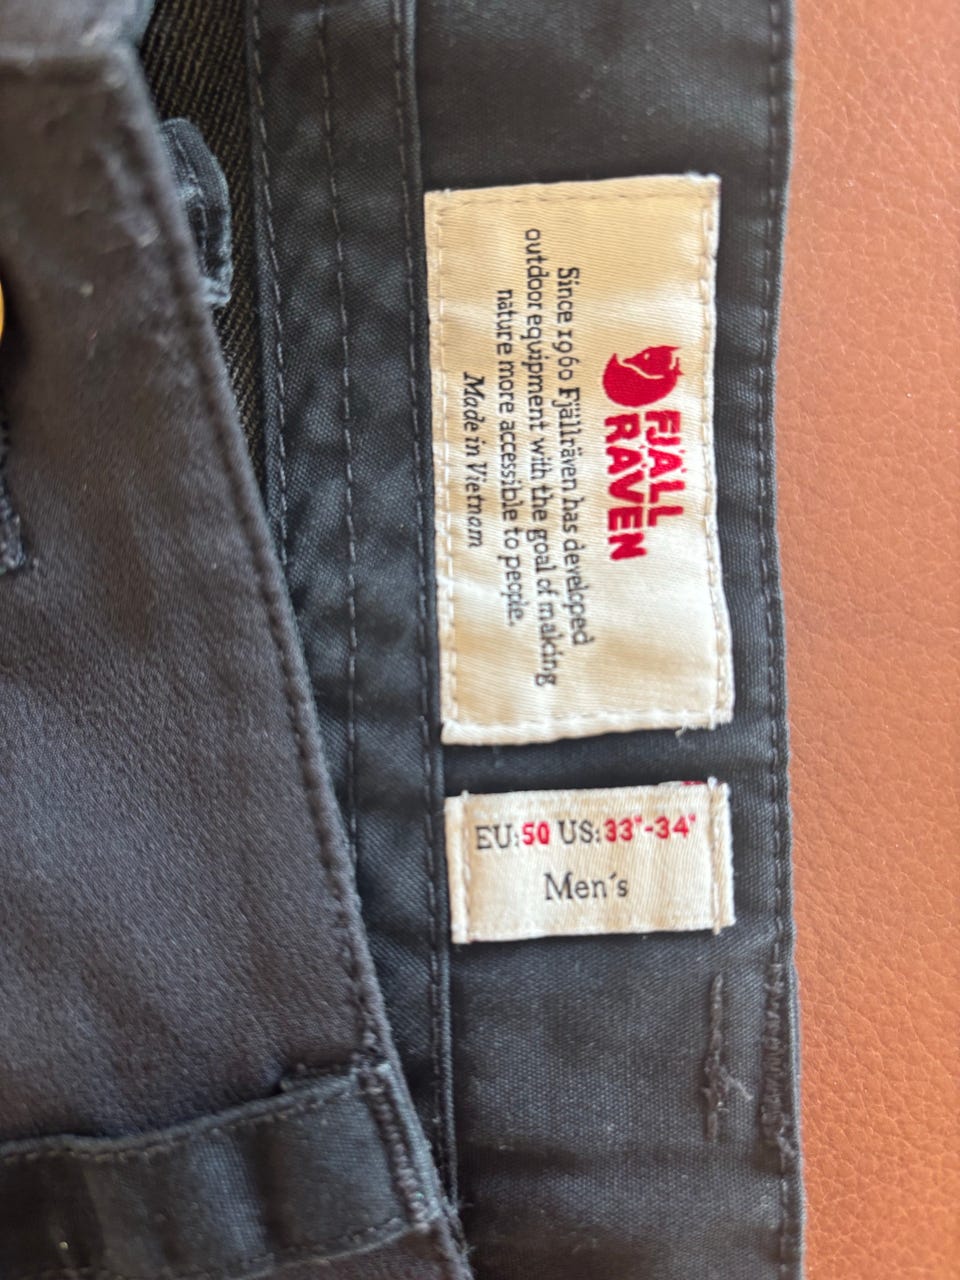 FJÄLL
RÄVEN
Since 1960 Fjällräven has developed
outdoor equipment with the goal of making
nature more accessible to people.
Made in Vietnam
EU:50 US:33"-34"
Men´s